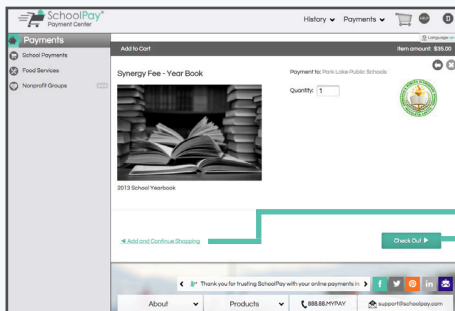 SchoolPay
Payment Center
History
Payments
HELP
D
Payments
Language:
Add to Cart
Item amount: $35.00
School Payments
Food Services
Nonprofit Groups
Synergy Fee - Year Book
Payment to: Park Lake Public Schools
Quantity: 1
2013 School Yearbook
Add and Continue Shopping
Check Out
Thank you for trusting SchoolPay with your online payments in
About
Products
888.88.MYPAY
support@schoolpay.com